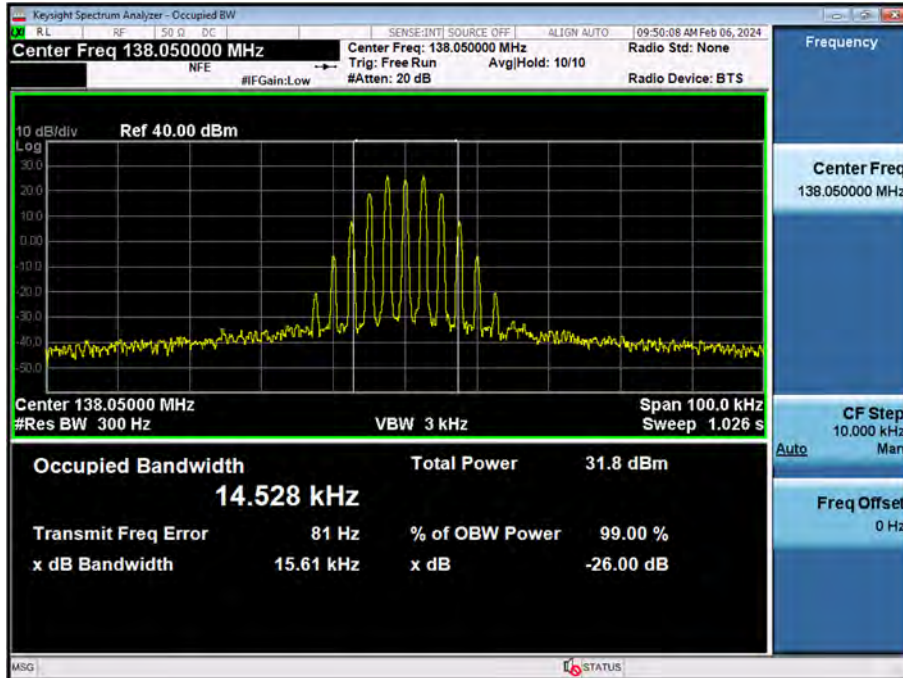 Keysight Spectrum Analyzer - Occupied BW
RL RF 50 Ω DC SENSE:INT SOURCE OFF ALIGN AUTO 09:50:08 AM Feb 06, 2024
Center Freq 138.050000 MHz
NFE
#IFGain:Low
Center Freq: 138.050000 MHz
Trig: Free Run Avg|Hold: 10/10
#Atten: 20 dB
Radio Std: None
Radio Device: BTS
10 dB/div Ref 40.00 dBm
Log
30.0
20.0
10.0
0.00
-10.0
-20.0
-30.0
-40.0
-50.0
Center 138.05000 MHz Span 100.0 kHz
#Res BW 300 Hz VBW 3 kHz Sweep 1.026 s
Occupied Bandwidth Total Power 31.8 dBm
14.528 kHz
Transmit Freq Error 81 Hz % of OBW Power 99.00 %
x dB Bandwidth 15.61 kHz x dB -26.00 dB
MSG STATUS
Frequency
Center Freq
138.050000 MHz
CF Step
10.000 kHz
Auto Man
Freq Offset
0 Hz